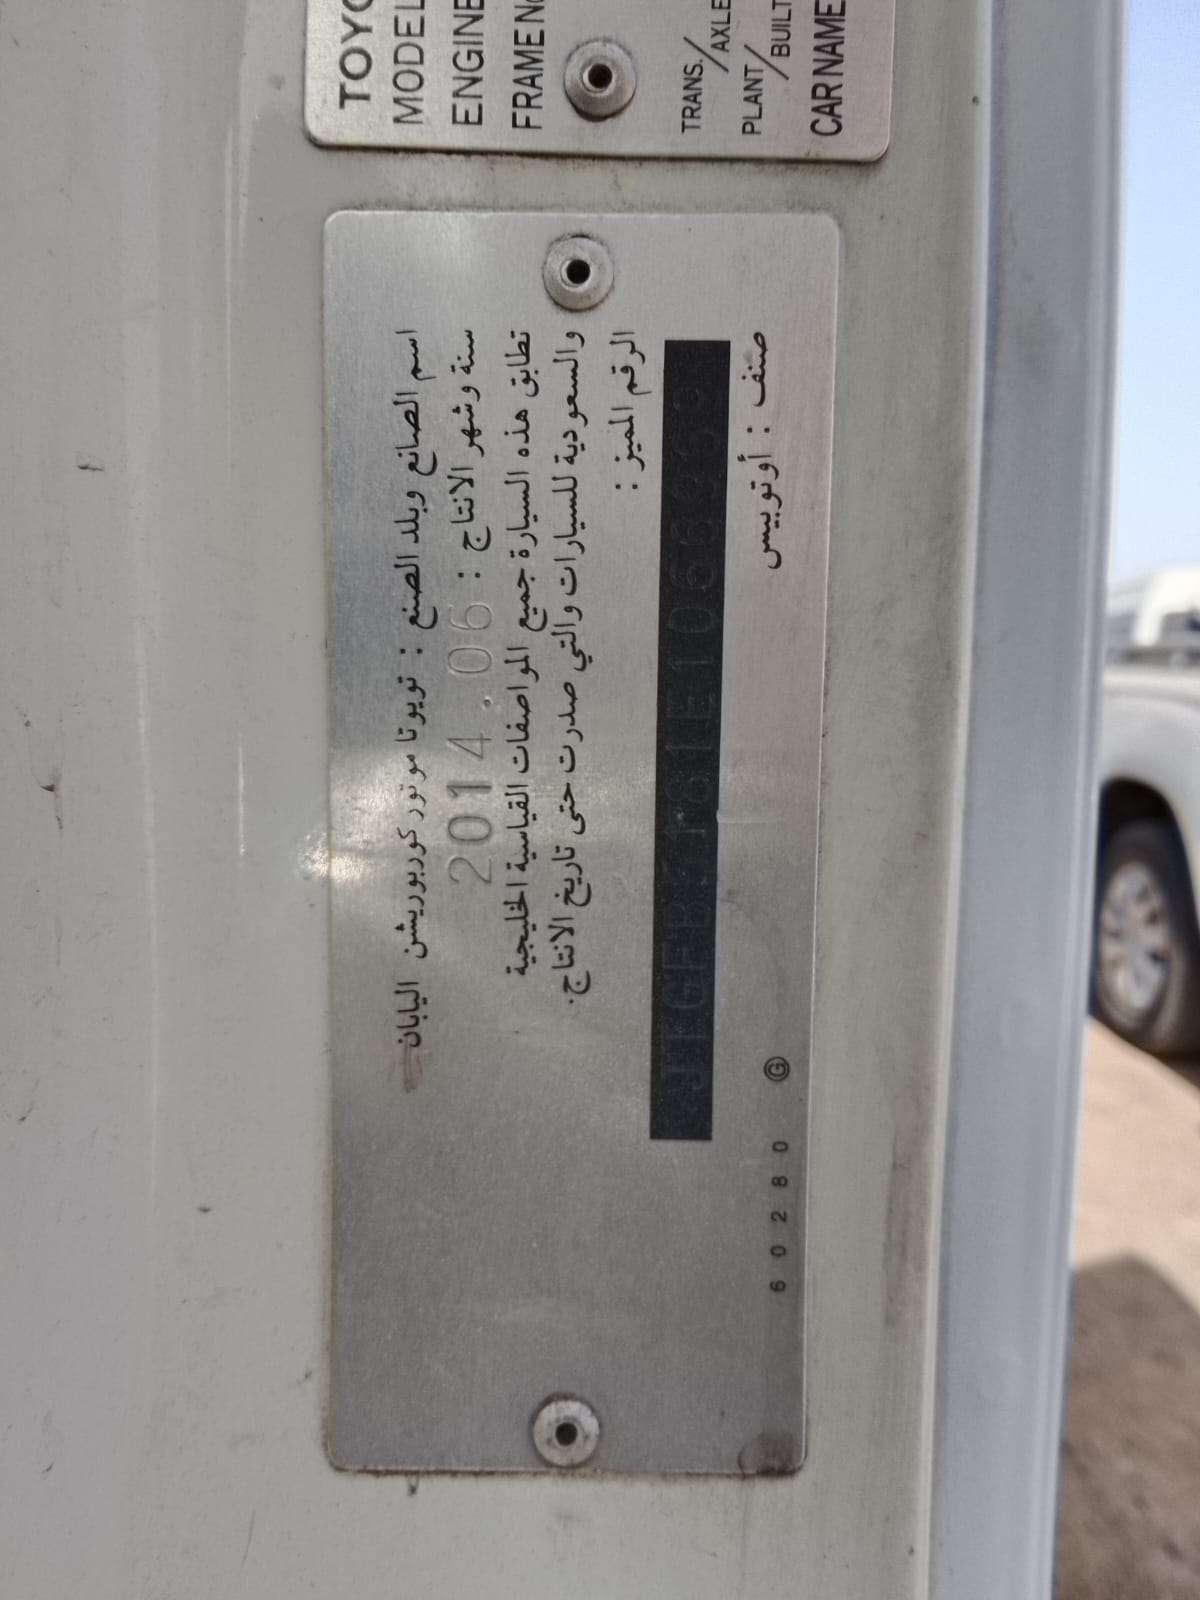 TOYO
MODEL
ENGINE
FRAME No
TRANS./AXLE
PLANT/BUILT
CAR NAME
اسم الصانع وبلد الصنع : تويوتا موتور كوربوريشن اليابان
سنة وشهر الانتاج : 2014.06
تطابق هذه السيارة جميع المواصفات القياسية الخليجية
والسعودية للسيارات والتي صدرت حتى تاريخ الانتاج.
الرقم المميز :
صنف : أوتوبيس
60280 G